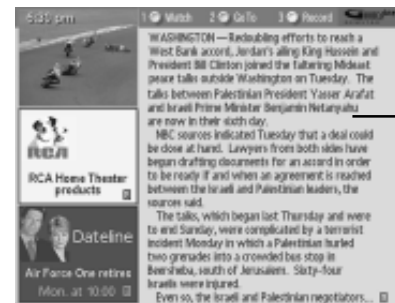 6:35 pm
1 Watch 2 GoTo 3 Record
WASHINGTON — Redoubling efforts to reach a
West Bank accord, Jordan's ailing King Hussein and
President Bill Clinton joined the faltering Mideast
peace talks outside Washington on Tuesday. The
talks between Palestinian President Yasser Arafat
and Israeli Prime Minister Benjamin Netanyahu
are now in their sixth day.
NBC sources indicated Tuesday that a deal could
be close at hand. Lawyers from both sides have
begun drafting documents for an accord in order
to be ready if and when an agreement is reached
between the Israeli and Palestinian leaders, the
sources said.
The talks, which began last Thursday and were
to end Sunday, were complicated by a terrorist
incident Monday in which a Palestinian hurled
two grenades into a crowded bus stop in
Beersheba, south of Jerusalem. Sixty-four
Israelis were injured.
Even so, the Israeli and Palestinian negotiators...
RCA
RCA Home Theater
products
Dateline
Air Force One retires
Mon. at 10:00